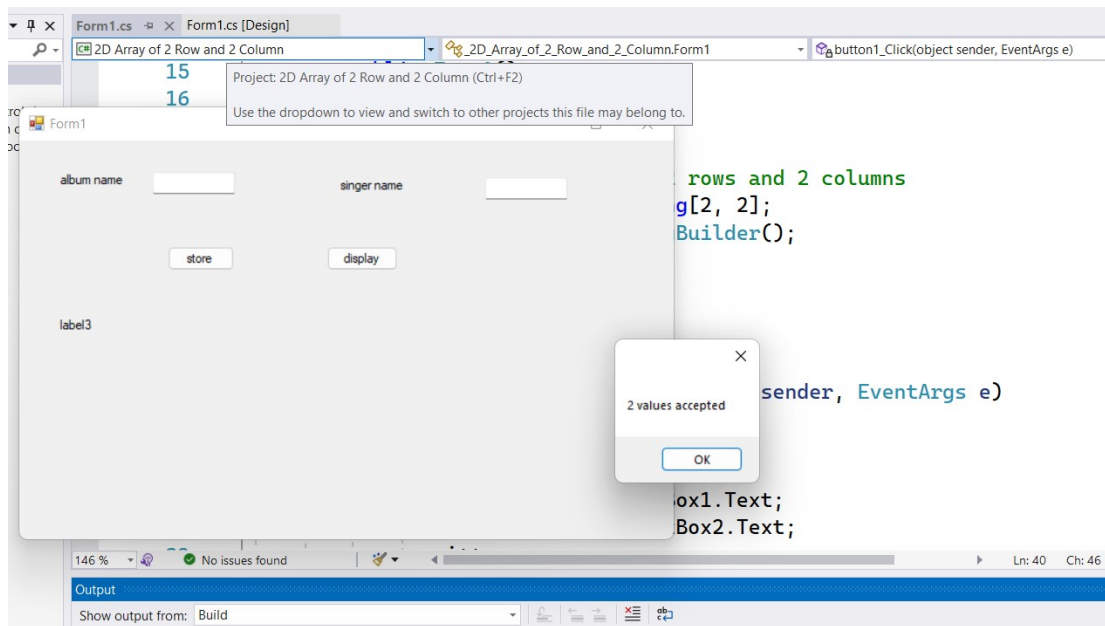 Form1.cs Form1.cs [Design]
C# 2D Array of 2 Row and 2 Column _2D_Array_of_2_Row_and_2_Column.Form1 button1_Click(object sender, EventArgs e)
15
Project: 2D Array of 2 Row and 2 Column (Ctrl+F2)
16
Use the dropdown to view and switch to other projects this file may belong to.
Form1
album name
singer name
rows and 2 columns
g[2, 2];
Builder();
store
display
label3
2 values accepted
OK
sender, EventArgs e)
ox1.Text;
Box2.Text;
146 % No issues found Ln: 40 Ch: 46
Output
Show output from: Build